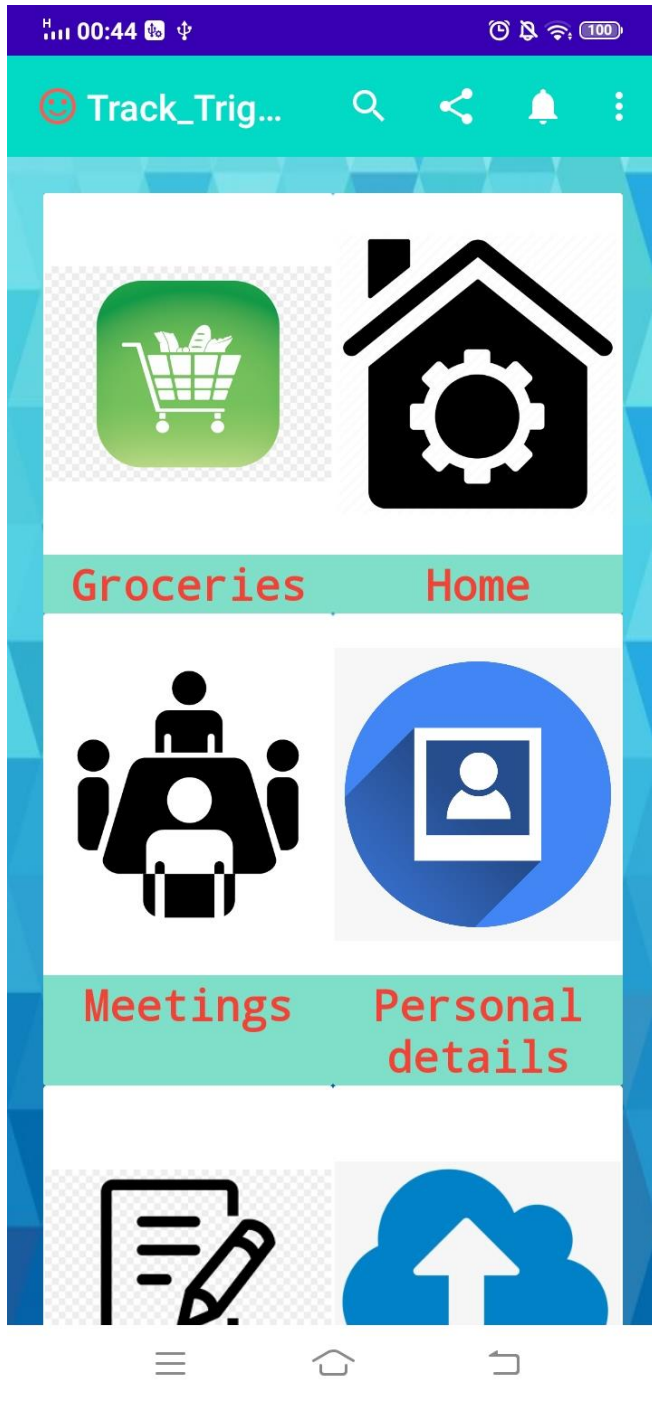 H
00:44
100
Track_Trig...
Groceries
Home
Meetings
Personal
details